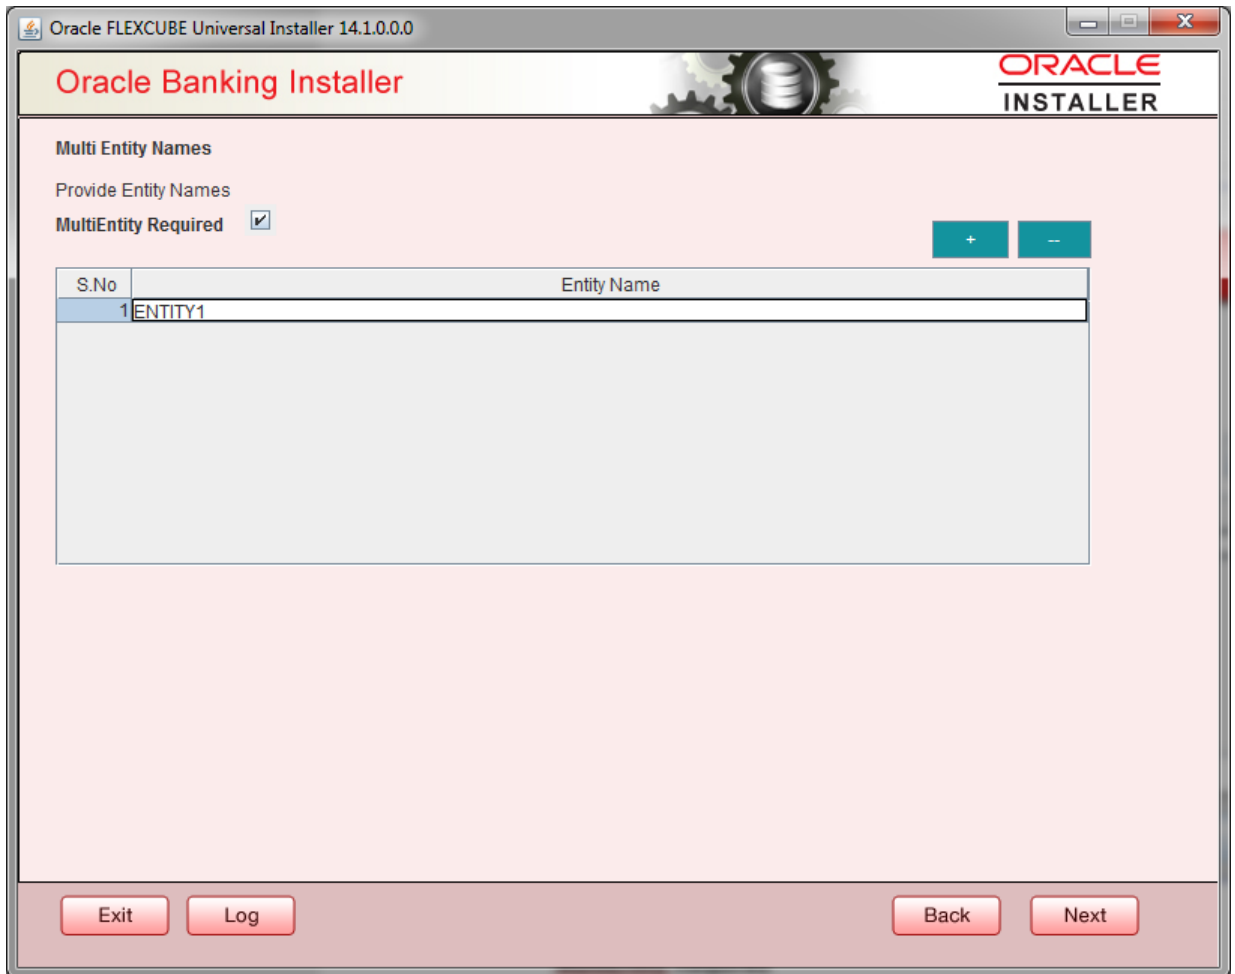 Oracle FLEXCUBE Universal Installer 14.1.0.0.0
Oracle Banking Installer
ORACLE
INSTALLER
Multi Entity Names
Provide Entity Names
MultiEntity Required
+ --
S.No Entity Name
1 ENTITY1
Exit Log Back Next